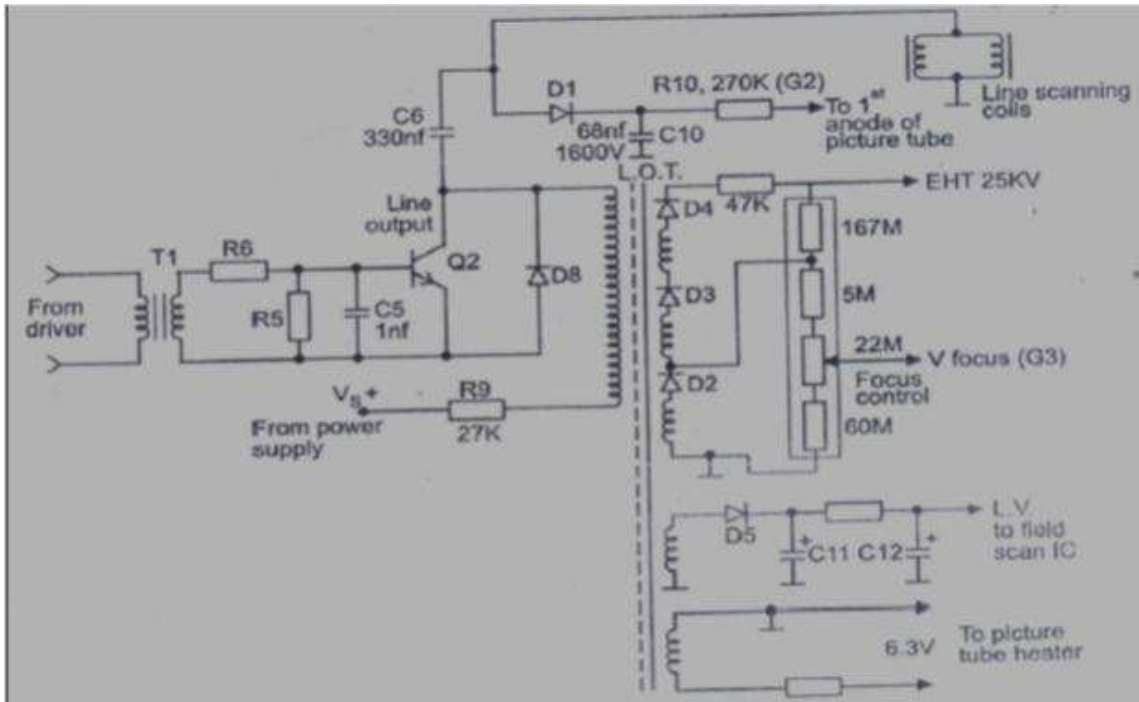 D1
R10, 270K (G2)
To 1st
anode of
picture tube
Line scanning
coils
C6
330nf
68nf
1600V
C10
L.O.T.
Line
output
D4
47K
EHT 25KV
167M
T1
R6
Q2
D8
D3
5M
From
driver
R5
C5
1nf
22M
V focus (G3)
Focus
control
D2
VS +
R9
27K
From power
supply
60M
D5
C11
C12
L.V.
to field
scan IC
6.3V
To picture
tube heater